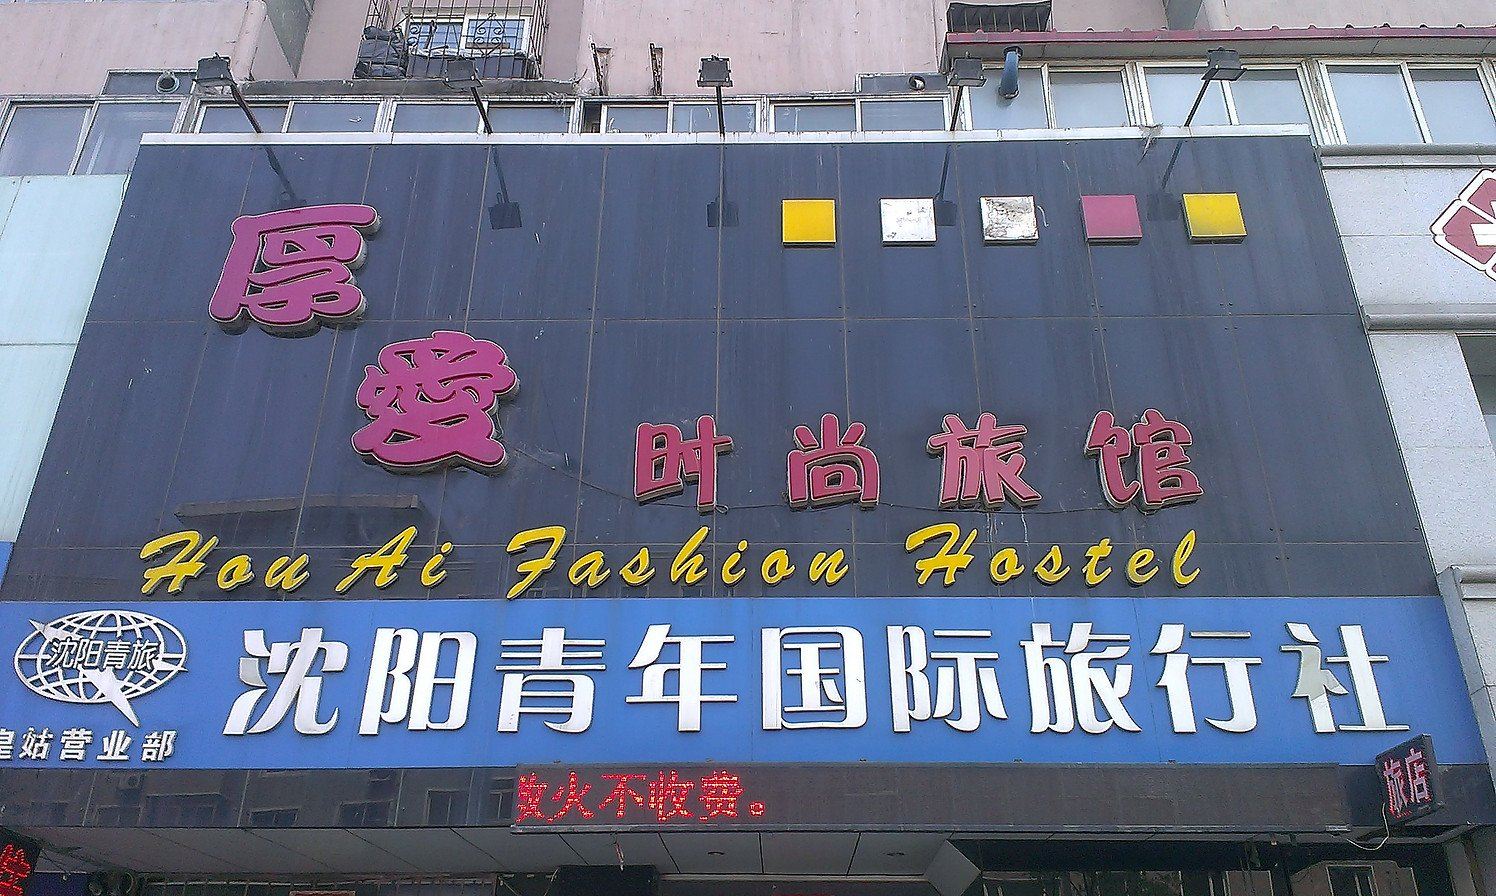 厚
愛
时尚旅馆
Hou Ai Fashion Hostel
沈阳青旅
沈阳青年国际旅行社
皇姑营业部
火不收费。
旅店